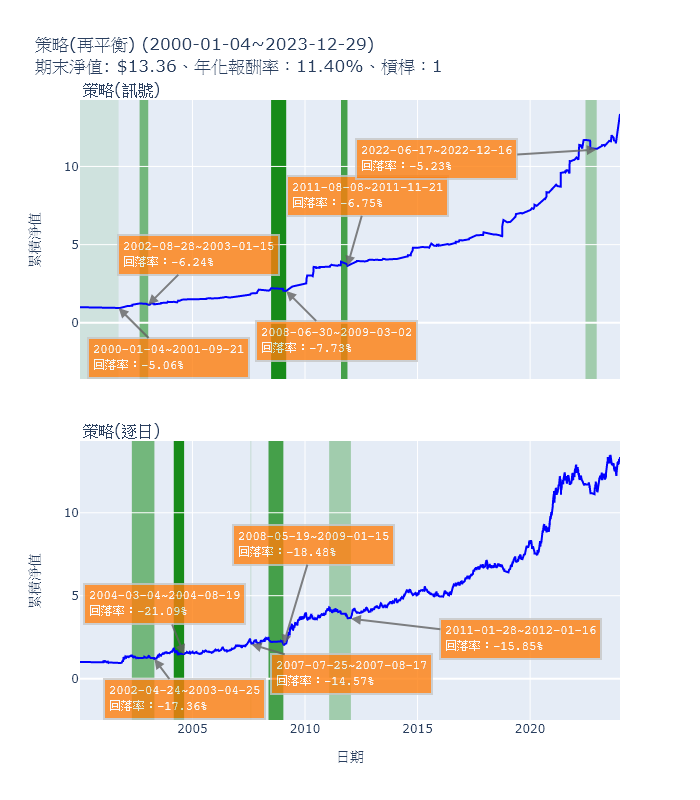 策略(再平衡) (2000-01-04~2023-12-29)
期末淨值: $13.36、年化報酬率：11.40%、槓桿：1
策略(訊號)
2022-06-17~2022-12-16
回落率：-5.23%
2011-08-08~2011-11-21
回落率：-6.75%
2002-08-28~2003-01-15
回落率：-6.24%
2008-06-30~2009-03-02
回落率：-7.73%
2000-01-04~2001-09-21
回落率：-5.06%
10
5
0
累積淨值
策略(逐日)
2008-05-19~2009-01-15
回落率：-18.48%
2004-03-04~2004-08-19
回落率：-21.09%
2011-01-28~2012-01-16
回落率：-15.85%
2007-07-25~2007-08-17
回落率：-14.57%
2002-04-24~2003-04-25
回落率：-17.36%
10
5
0
累積淨值
2005
2010
2015
2020
日期